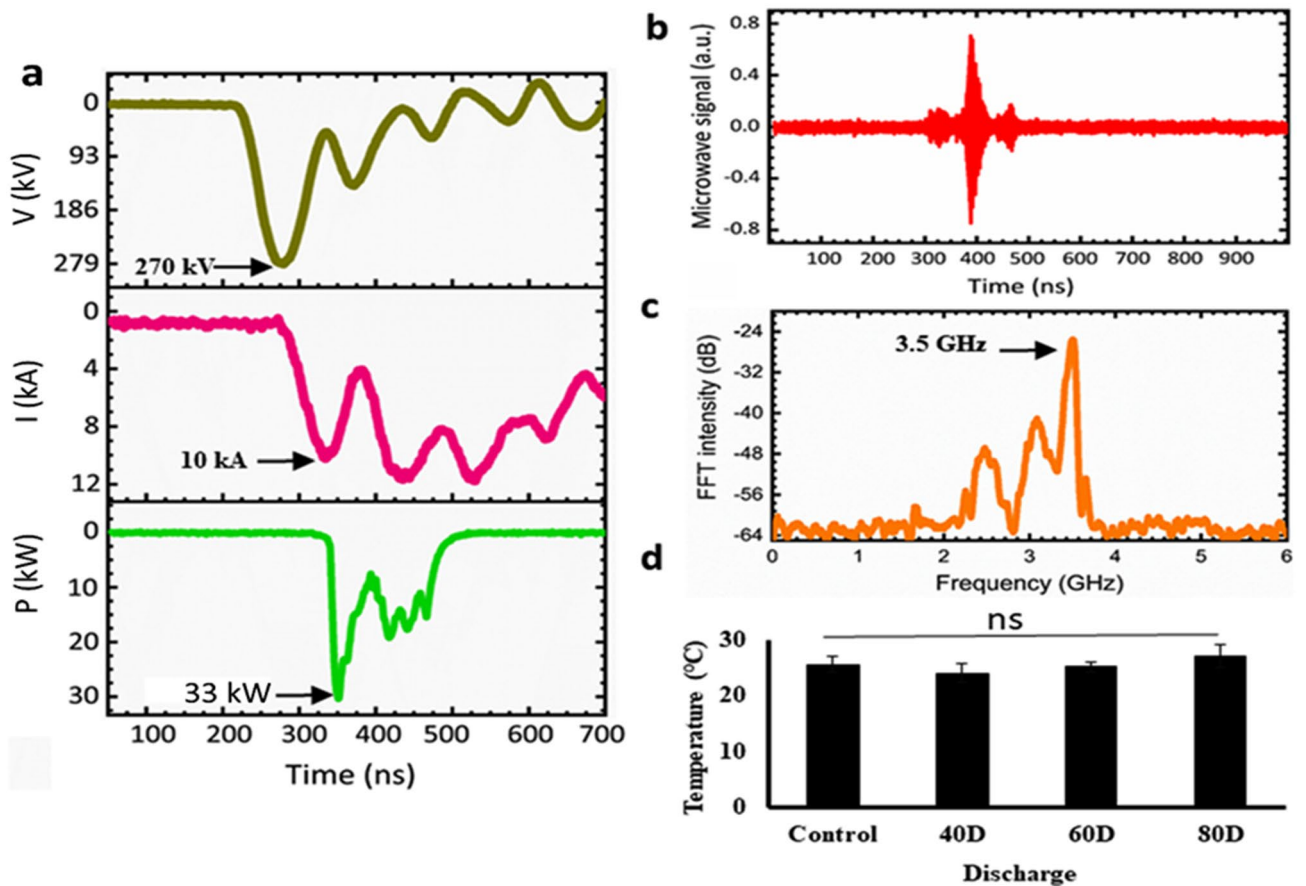 a
V (kV)
0
93
186
279
270 kV
I (kA)
0
4
8
12
10 kA
P (kW)
0
10
20
30
33 kW
100 200 300 400 500 600 700
Time (ns)
b
Microwave signal (a.u.)
0.8
0.4
0.0
-0.4
-0.8
100 200 300 400 500 600 700 800 900
Time (ns)
c
FFT intensity (dB)
-24
-32
-40
-48
-56
-64
3.5 GHz
0 1 2 3 4 5 6
Frequency (GHz)
d
ns
Temperature (°C)
30
20
10
0
Control 40D 60D 80D
Discharge